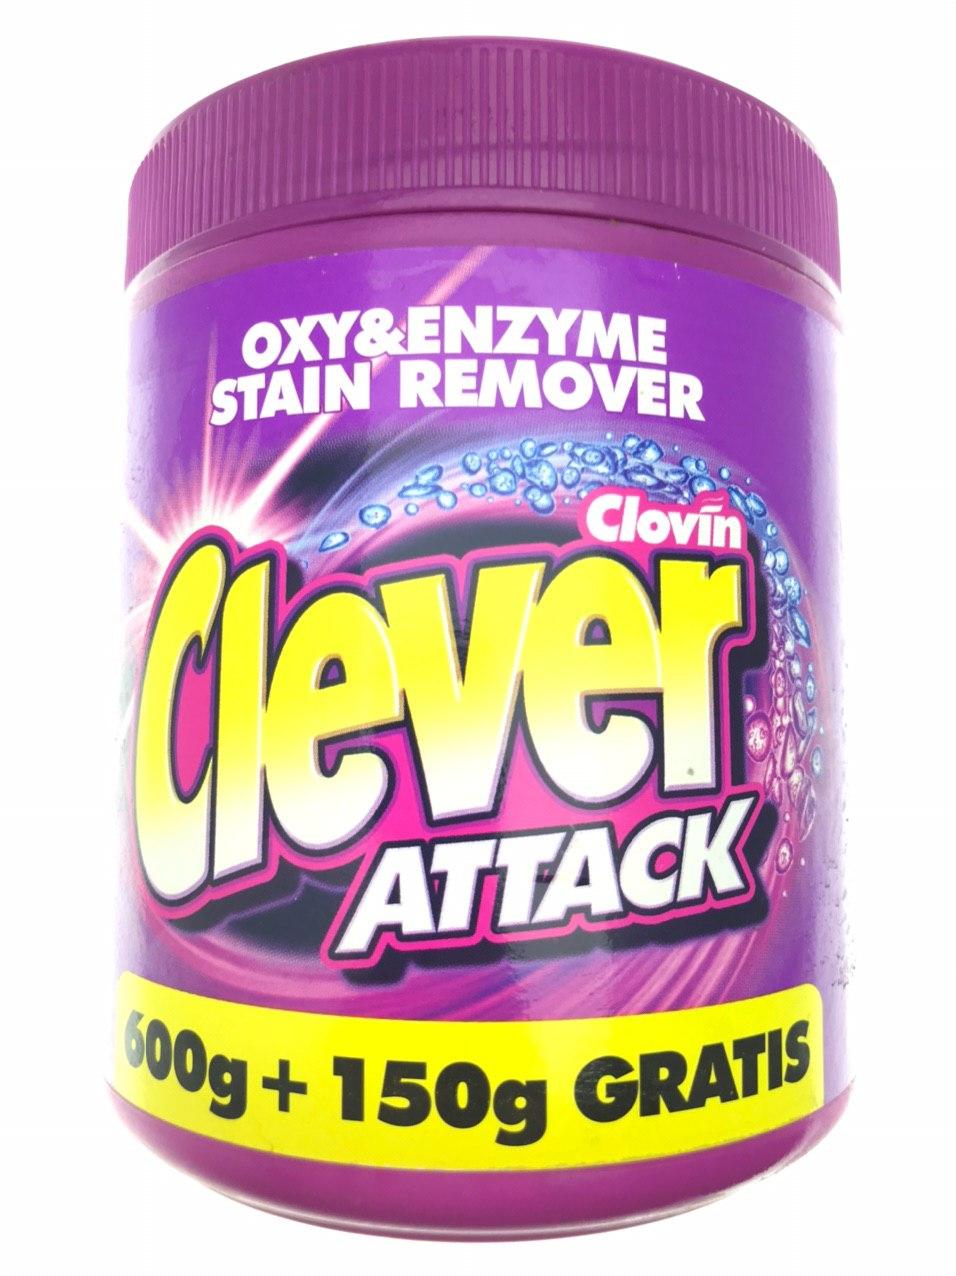 OXY&ENZYME
STAIN REMOVER
Clovin
Clever
ATTACK
600g + 150g GRATIS